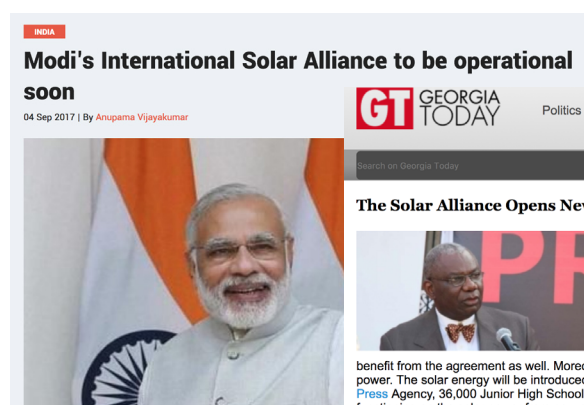 INDIA
Modi's International Solar Alliance to be operational
soon
04 Sep 2017 | By Anupama Vijayakumar
GT GEORGIA
TODAY
Politics
Search on Georgia Today
The Solar Alliance Opens Ne
PR
benefit from the agreement as well. Moreo
power. The solar energy will be introduced
Press Agency, 36,000 Junior High School